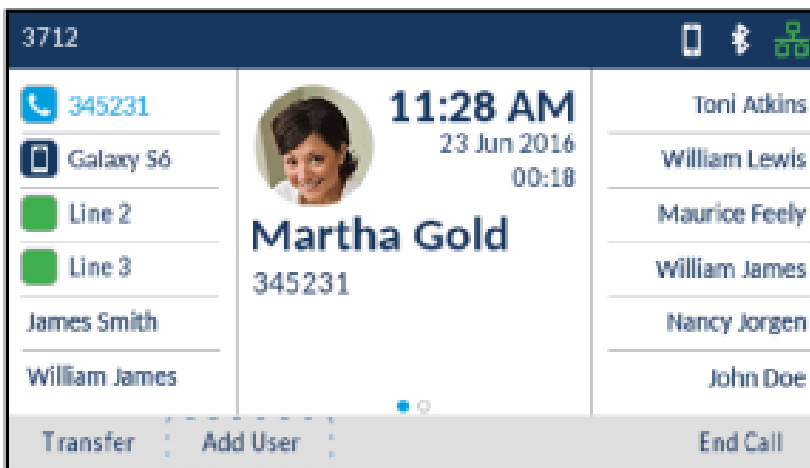 3712
345231
Galaxy S6
Line 2
Line 3
James Smith
William James
11:28 AM
23 Jun 2016
00:18
Martha Gold
345231
Toni Atkins
William Lewis
Maurice Feely
William James
Nancy Jorgen
John Doe
Transfer
Add User
End Call